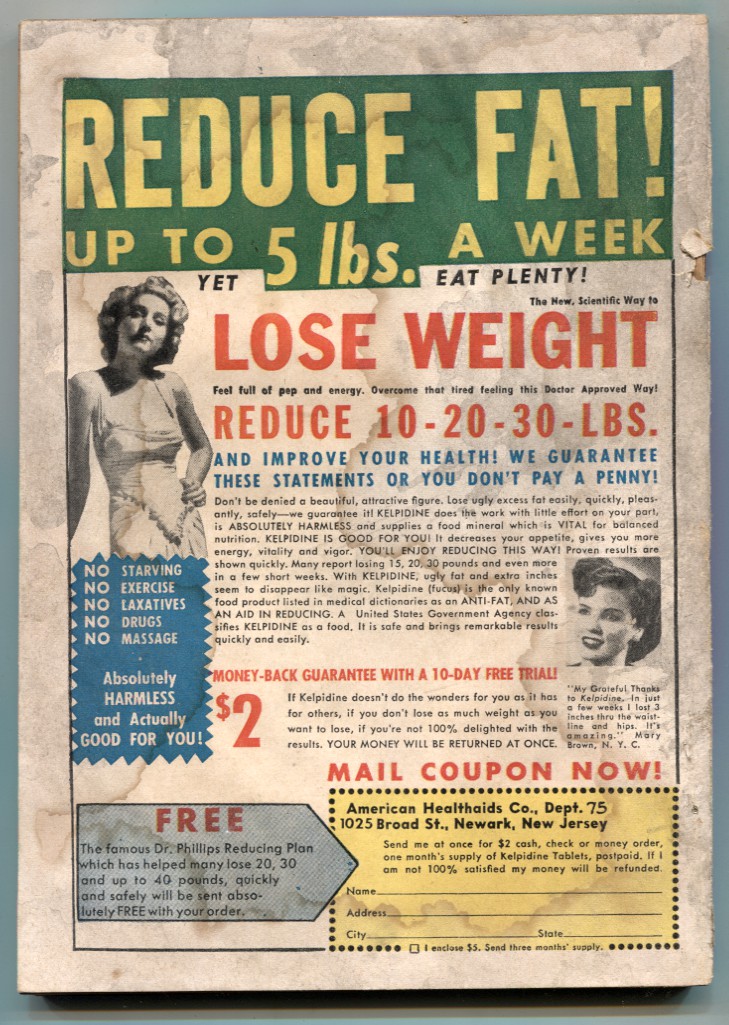 REDUCE FAT!
UP TO 5 lbs. A WEEK
YET EAT PLENTY!
The New, Scientific Way to
LOSE WEIGHT
Feel full of pep and energy. Overcome that tired feeling this Doctor Approved Way!
REDUCE 10-20-30-LBS.
AND IMPROVE YOUR HEALTH! WE GUARANTEE
THESE STATEMENTS OR YOU DON'T PAY A PENNY!
Don't be denied a beautiful, attractive figure. Lose ugly excess fat easily, quickly, pleas-
antly, safely—we guarantee it! KELPIDINE does the work with little effort on your part,
is ABSOLUTELY HARMLESS and supplies a food mineral which is VITAL for balanced
nutrition. KELPIDINE IS GOOD FOR YOU! It decreases your appetite, gives you more
energy, vitality and vigor. YOU'LL ENJOY REDUCING THIS WAY! Proven results are
shown quickly. Many report losing 15, 20, 30 pounds and even more
in a few short weeks. With KELPIDINE, ugly fat and extra inches
seem to disappear like magic. Kelpidine (fucus) is the only known
food product listed in medical dictionaries as an ANTI-FAT, AND AS
AN AID IN REDUCING. A United States Government Agency clas-
sifies KELPIDINE as a food. It is safe and brings remarkable results
quickly and easily.
NO STARVING
NO EXERCISE
NO LAXATIVES
NO DRUGS
NO MASSAGE
Absolutely
HARMLESS
and Actually
GOOD FOR YOU!
MONEY-BACK GUARANTEE WITH A 10-DAY FREE TRIAL!
$2
If Kelpidine doesn't do the wonders for you as it has
for others, if you don't lose as much weight as you
want to lose, if you're not 100% delighted with the
results. YOUR MONEY WILL BE RETURNED AT ONCE.
"My Grateful Thanks
to Kelpidine. In just
a few weeks I lost 3
inches thru the waist-
line and hips. It's
amazing." Mary
Brown, N. Y. C.
MAIL COUPON NOW!
FREE
The famous Dr. Phillips Reducing Plan
which has helped many lose 20, 30
and up to 40 pounds, quickly
and safely will be sent abso-
lutely FREE with your order.
American Healthaids Co., Dept. 75
1025 Broad St., Newark, New Jersey
Send me at once for $2 cash, check or money order,
one month's supply of Kelpidine Tablets, postpaid. If I
am not 100% satisfied my money will be refunded.
Name
Address
City State
I enclose $5. Send three months' supply.